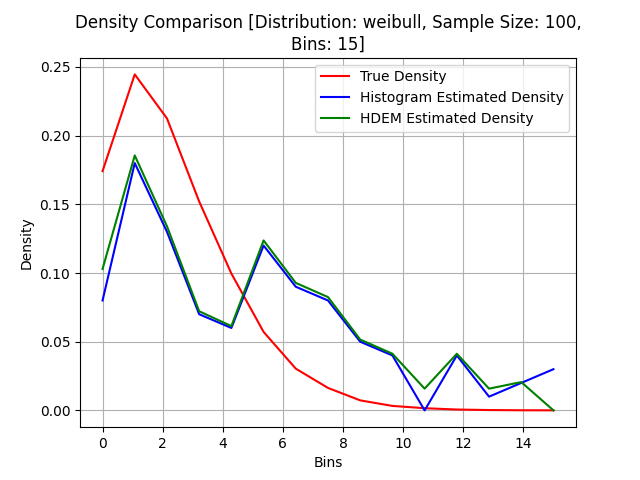 Density Comparison [Distribution: weibull, Sample Size: 100,
Bins: 15]
True Density
Histogram Estimated Density
HDEM Estimated Density
Density
0.25
0.20
0.15
0.10
0.05
0.00
0 2 4 6 8 10 12 14
Bins